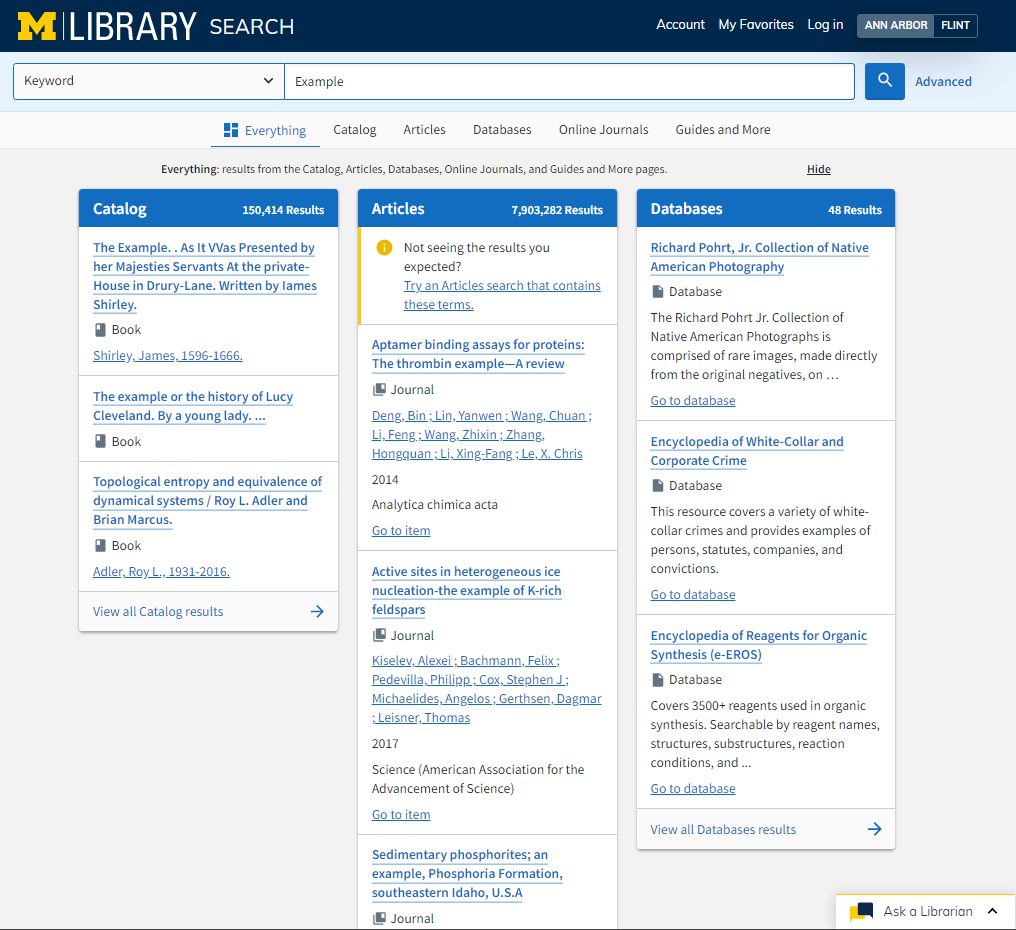 M LIBRARY SEARCH
Account My Favorites Log in ANN ARBOR FLINT
Keyword Example Advanced
Everything Catalog Articles Databases Online Journals Guides and More
Everything: results from the Catalog, Articles, Databases, Online Journals, and Guides and More pages. Hide
Catalog 150,414 Results
The Example. . As It VVas Presented by
her Majesties Servants At the private-
House in Drury-Lane. Written by Iames
Shirley.
Book
Shirley, James, 1596-1666.
The example or the history of Lucy
Cleveland. By a young lady. ...
Book
Topological entropy and equivalence of
dynamical systems / Roy L. Adler and
Brian Marcus.
Book
Adler, Roy L., 1931-2016.
View all Catalog results
Articles 7,903,282 Results
Not seeing the results you
expected?
Try an Articles search that contains
these terms.
Aptamer binding assays for proteins:
The thrombin example—A review
Journal
Deng, Bin ; Lin, Yanwen ; Wang, Chuan ;
Li, Feng ; Wang, Zhixin ; Zhang,
Hongquan ; Li, Xing-Fang ; Le, X. Chris
2014
Analytica chimica acta
Go to item
Active sites in heterogeneous ice
nucleation-the example of K-rich
feldspars
Journal
Kiselev, Alexei ; Bachmann, Felix ;
Pedevilla, Philipp ; Cox, Stephen J ;
Michaelides, Angelos ; Gerthsen, Dagmar
; Leisner, Thomas
2017
Science (American Association for the
Advancement of Science)
Go to item
Sedimentary phosphorites; an
example, Phosphoria Formation,
southeastern Idaho, U.S.A
Journal
Databases 48 Results
Richard Pohrt, Jr. Collection of Native
American Photography
Database
The Richard Pohrt Jr. Collection of
Native American Photographs is
comprised of rare images, made directly
from the original negatives, on …
Go to database
Encyclopedia of White-Collar and
Corporate Crime
Database
This resource covers a variety of white-
collar crimes and provides examples of
persons, statutes, companies, and
convictions.
Go to database
Encyclopedia of Reagents for Organic
Synthesis (e-EROS)
Database
Covers 3500+ reagents used in organic
synthesis. Searchable by reagent names,
structures, substructures, reaction
conditions, and ...
Go to database
View all Databases results
Ask a Librarian